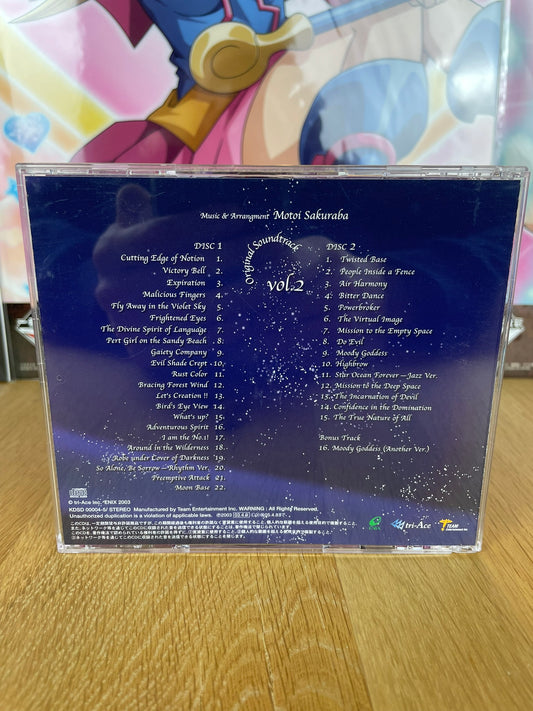 Music & Arrangment Motoi Sakuraba
Original Soundtrack
vol.2
DISC 1
Cutting Edge of Notion 1.
Victory Bell 2.
Expiration 3.
Malicious Fingers 4.
Fly Away in the Violet Sky 5.
Frightened Eyes 6.
The Divine Spirit of Language 7.
Pert Girl on the Sandy Beach 8.
Gaiety Company 9.
Evil Shade Crept 10.
Rust Color 11.
Bracing Forest Wind 12.
Let's Creation !! 13.
Bird's Eye View 14.
What's up? 15.
Adventurous Spirit 16.
I am the No.1! 17.
Around in the Wilderness 18.
Robe under Lover of Darkness 19.
So Alone, Be Sorrow—Rhythm Ver. 20.
Preemptive Attack 21.
Moon Base 22.
DISC 2
1. Twisted Base
2. People Inside a Fence
3. Air Harmony
4. Bitter Dance
5. Powerbroker
6. The Virtual Image
7. Mission to the Empty Space
8. Do Evil
9. Moody Goddess
10. Highbrow
11. Star Ocean Forever—Jazz Ver.
12. Mission to the Deep Space
13. The Incarnation of Devil
14. Confidence in the Domination
15. The True Nature of All
Bonus Track
16. Moody Goddess (Another Ver.)
© tri-Ace Inc. ENIX 2003
KDSD 00004-5/ STEREO Manufactured by Team Entertainment Inc. WARNING : All Rights Reserved.
Unauthorized duplication is a violation of applicable laws.
tri-Ace
TEAM